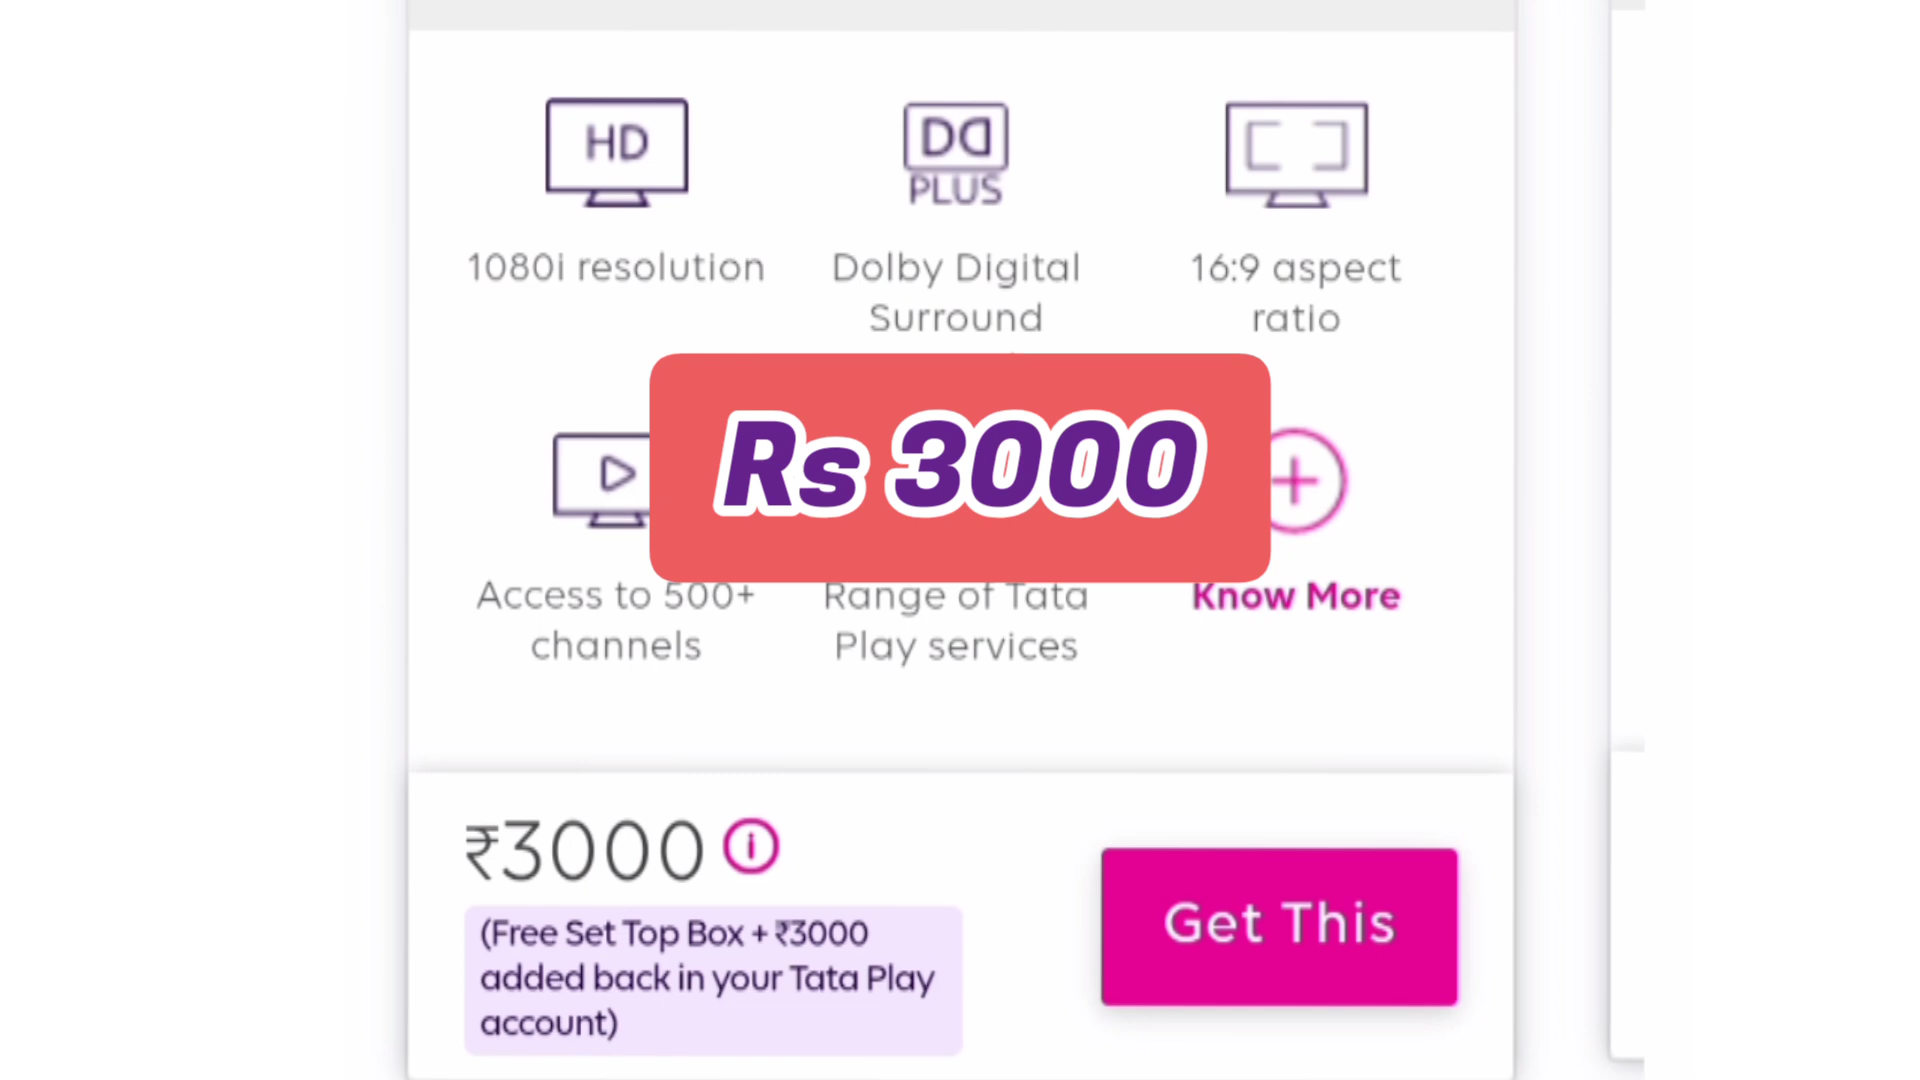 HD
DD
PLUS
1080i resolution
Dolby Digital
Surround
16:9 aspect
ratio
Rs 3000
Access to 500+
channels
Range of Tata
Play services
Know More
₹3000 i
(Free Set Top Box + ₹3000
added back in your Tata Play
account)
Get This